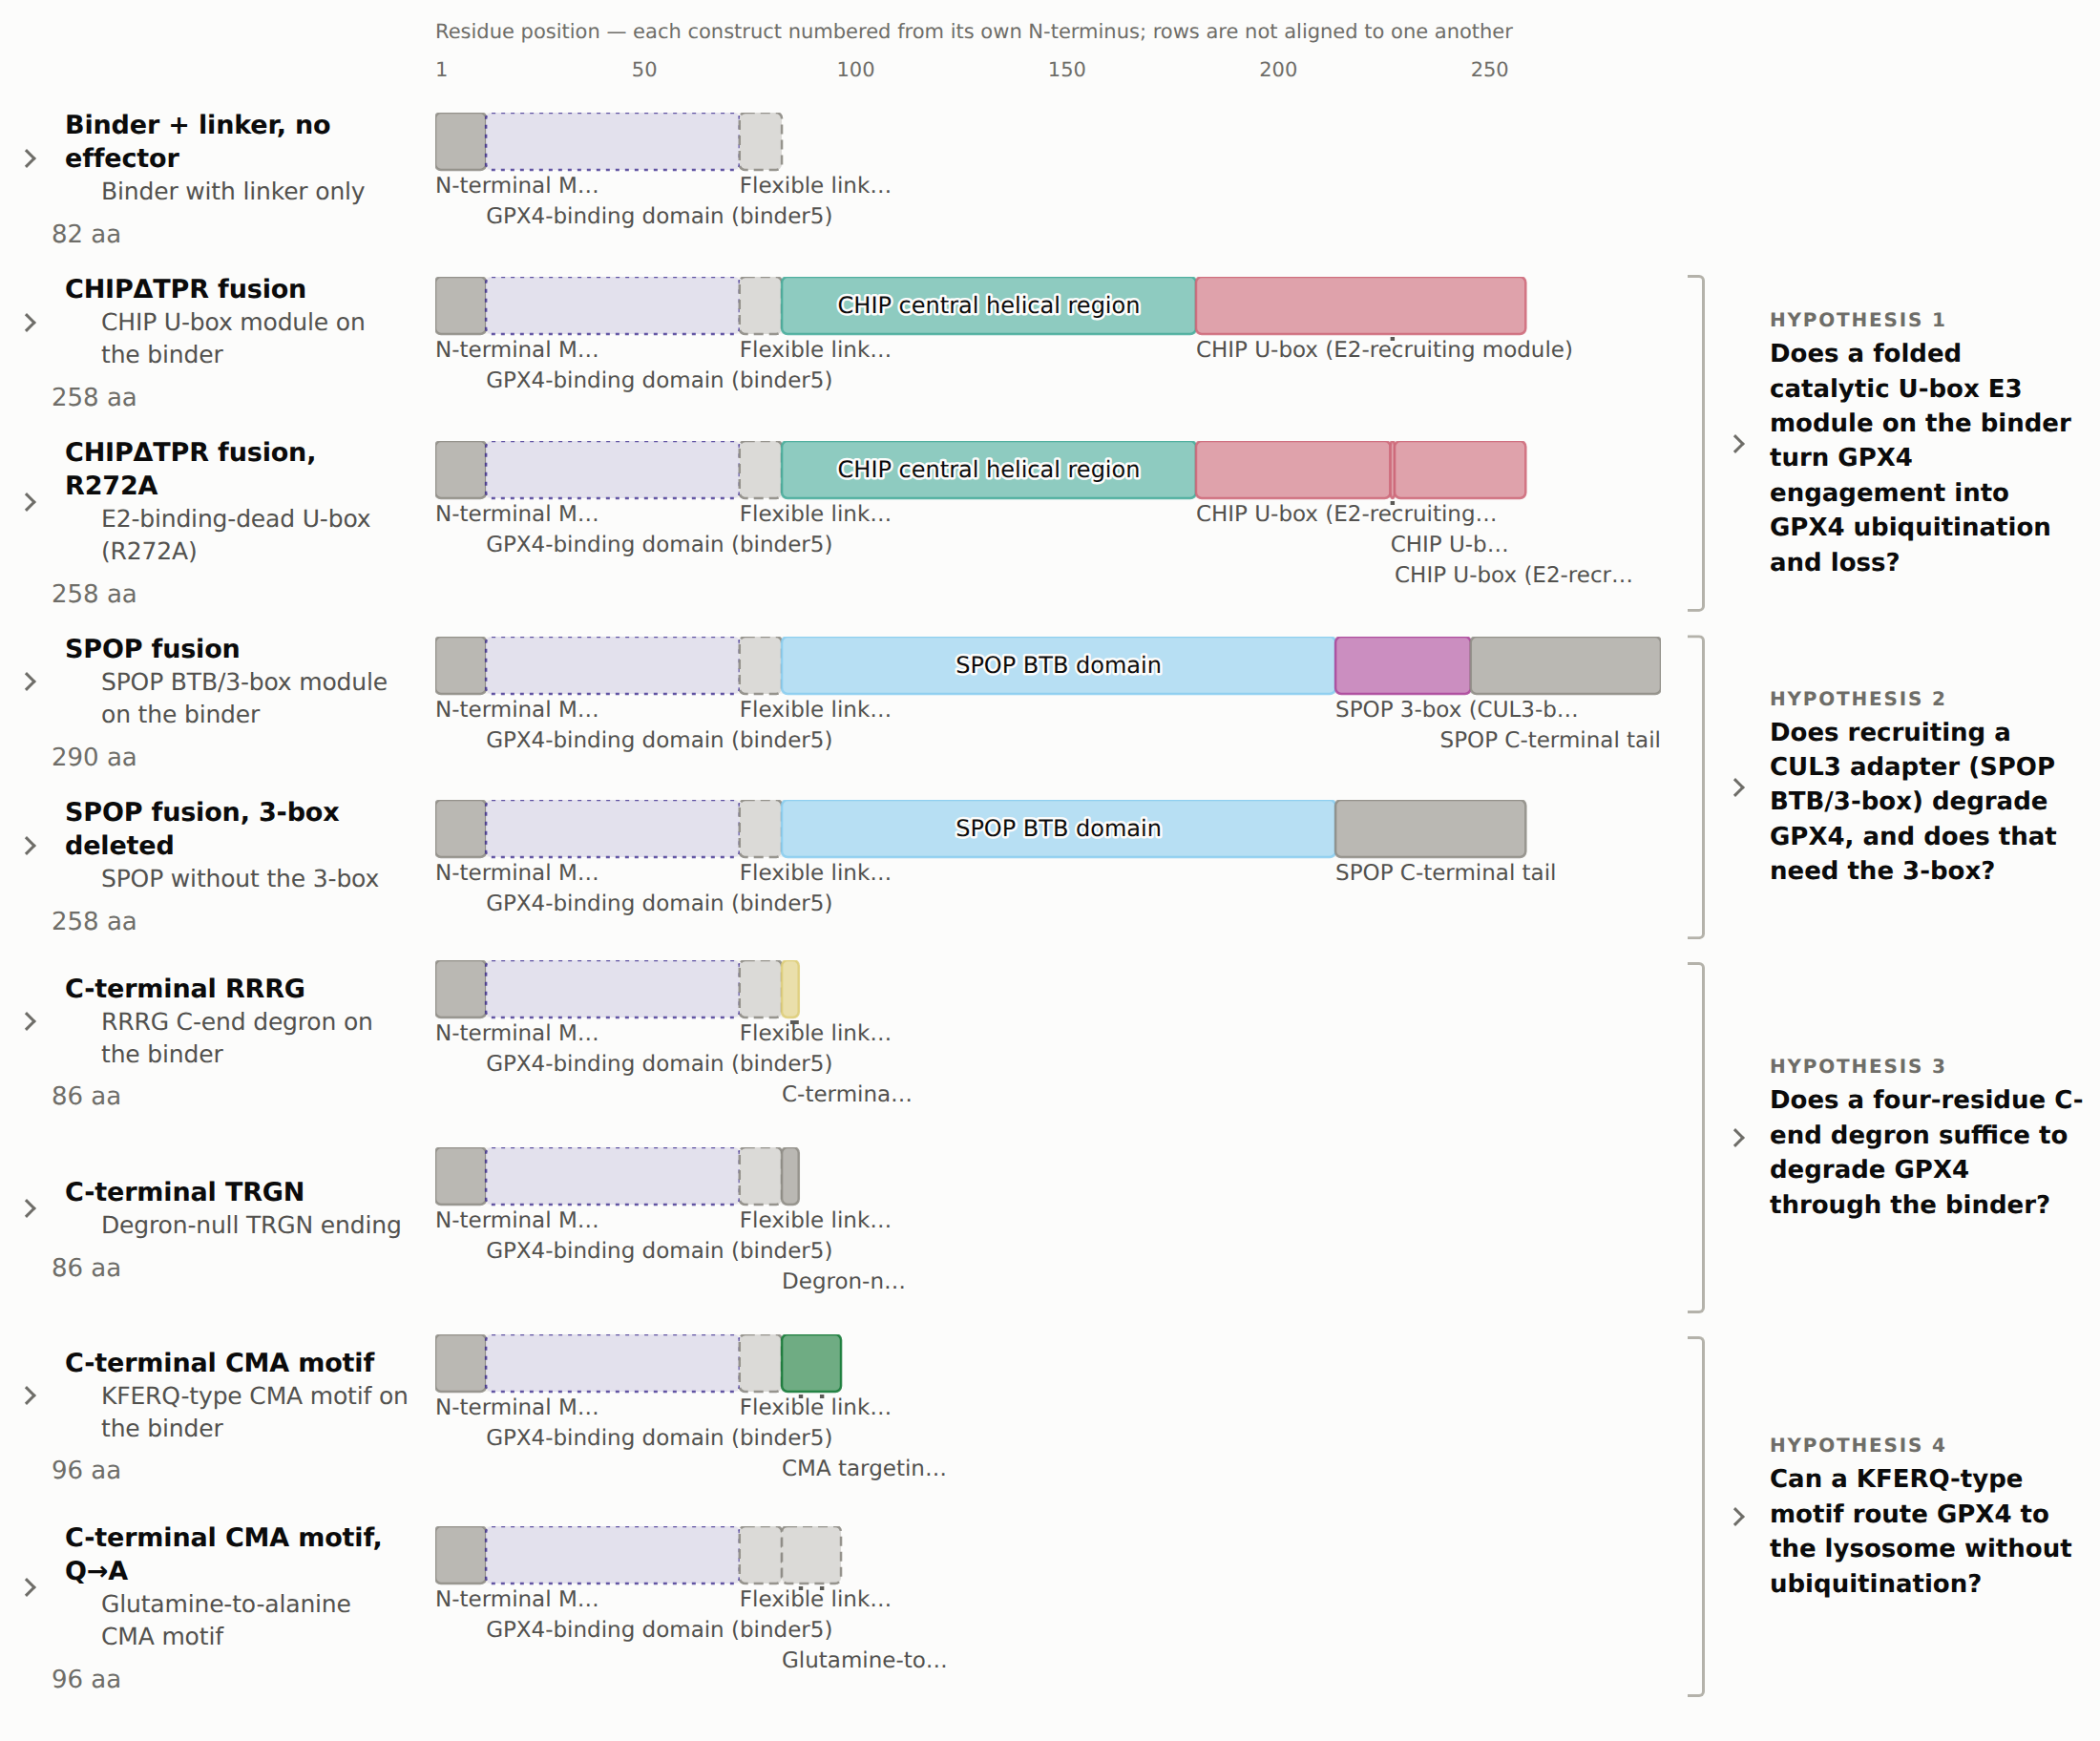 Residue position — each construct numbered from its own N-terminus; rows are not aligned to one another
1 50 100 150 200 250
Binder + linker, no
effector
Binder with linker only
82 aa
N-terminal M… Flexible link…
GPX4-binding domain (binder5)
CHIPΔTPR fusion
CHIP U-box module on
the binder
258 aa
CHIP central helical region
N-terminal M… Flexible link… CHIP U-box (E2-recruiting module)
GPX4-binding domain (binder5)
CHIPΔTPR fusion,
R272A
E2-binding-dead U-box
(R272A)
258 aa
CHIP central helical region
N-terminal M… Flexible link… CHIP U-box (E2-recruiting…
GPX4-binding domain (binder5) CHIP U-b…
CHIP U-box (E2-recr…
HYPOTHESIS 1
Does a folded
catalytic U-box E3
module on the binder
turn GPX4
engagement into
GPX4 ubiquitination
and loss?
SPOP fusion
SPOP BTB/3-box module
on the binder
290 aa
SPOP BTB domain
N-terminal M… Flexible link… SPOP 3-box (CUL3-b…
GPX4-binding domain (binder5) SPOP C-terminal tail
SPOP fusion, 3-box
deleted
SPOP without the 3-box
258 aa
SPOP BTB domain
N-terminal M… Flexible link… SPOP C-terminal tail
GPX4-binding domain (binder5)
HYPOTHESIS 2
Does recruiting a
CUL3 adapter (SPOP
BTB/3-box) degrade
GPX4, and does that
need the 3-box?
C-terminal RRRG
RRRG C-end degron on
the binder
86 aa
N-terminal M… Flexible link…
GPX4-binding domain (binder5)
C-termina…
C-terminal TRGN
Degron-null TRGN ending
86 aa
N-terminal M… Flexible link…
GPX4-binding domain (binder5)
Degron-n…
HYPOTHESIS 3
Does a four-residue C-
end degron suffice to
degrade GPX4
through the binder?
C-terminal CMA motif
KFERQ-type CMA motif on
the binder
96 aa
N-terminal M… Flexible link…
GPX4-binding domain (binder5)
CMA targetin…
C-terminal CMA motif,
Q→A
Glutamine-to-alanine
CMA motif
96 aa
N-terminal M… Flexible link…
GPX4-binding domain (binder5)
Glutamine-to…
HYPOTHESIS 4
Can a KFERQ-type
motif route GPX4 to
the lysosome without
ubiquitination?